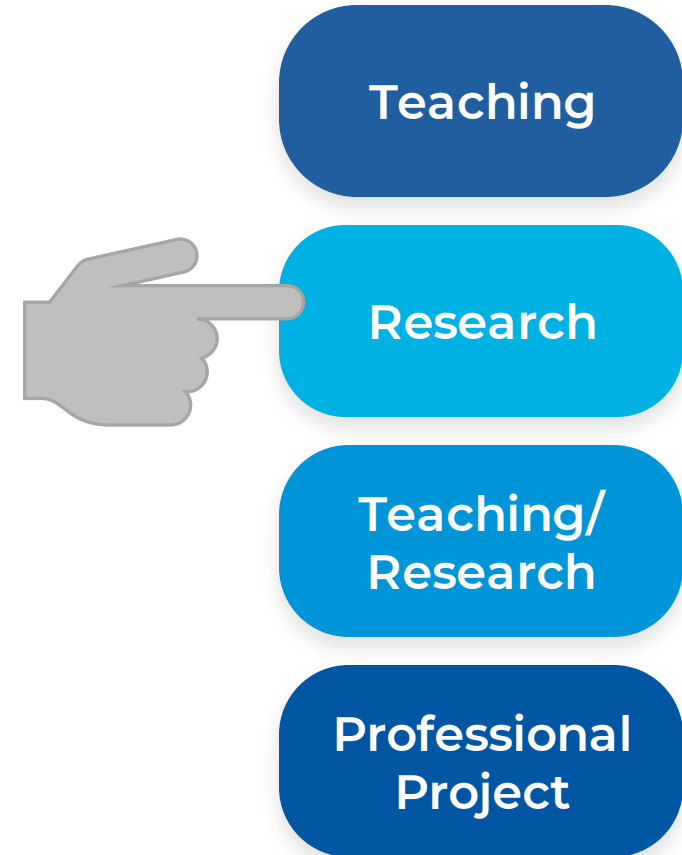 Teaching
Research
Teaching/
Research
Professional
Project